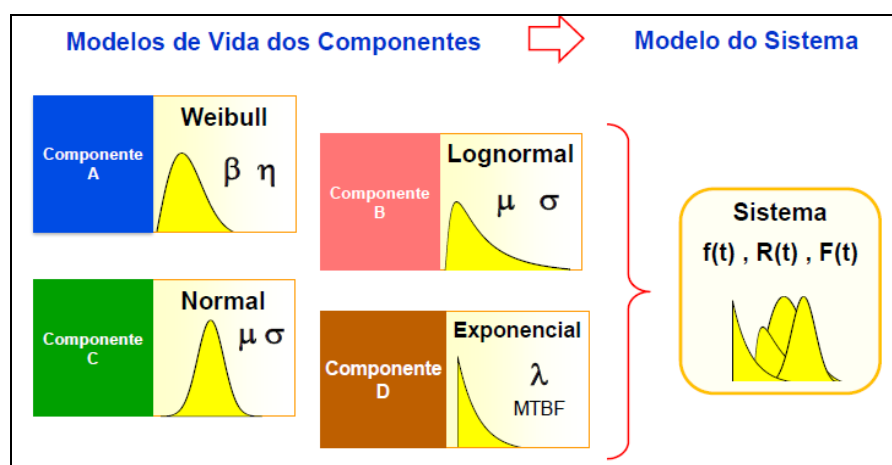 Modelos de Vida dos Componentes
Modelo do Sistema
Componente
A
Weibull
β η
Componente
B
Lognormal
μ σ
Componente
C
Normal
μ σ
Componente
D
Exponencial
λ
MTBF
Sistema
f(t) , R(t) , F(t)